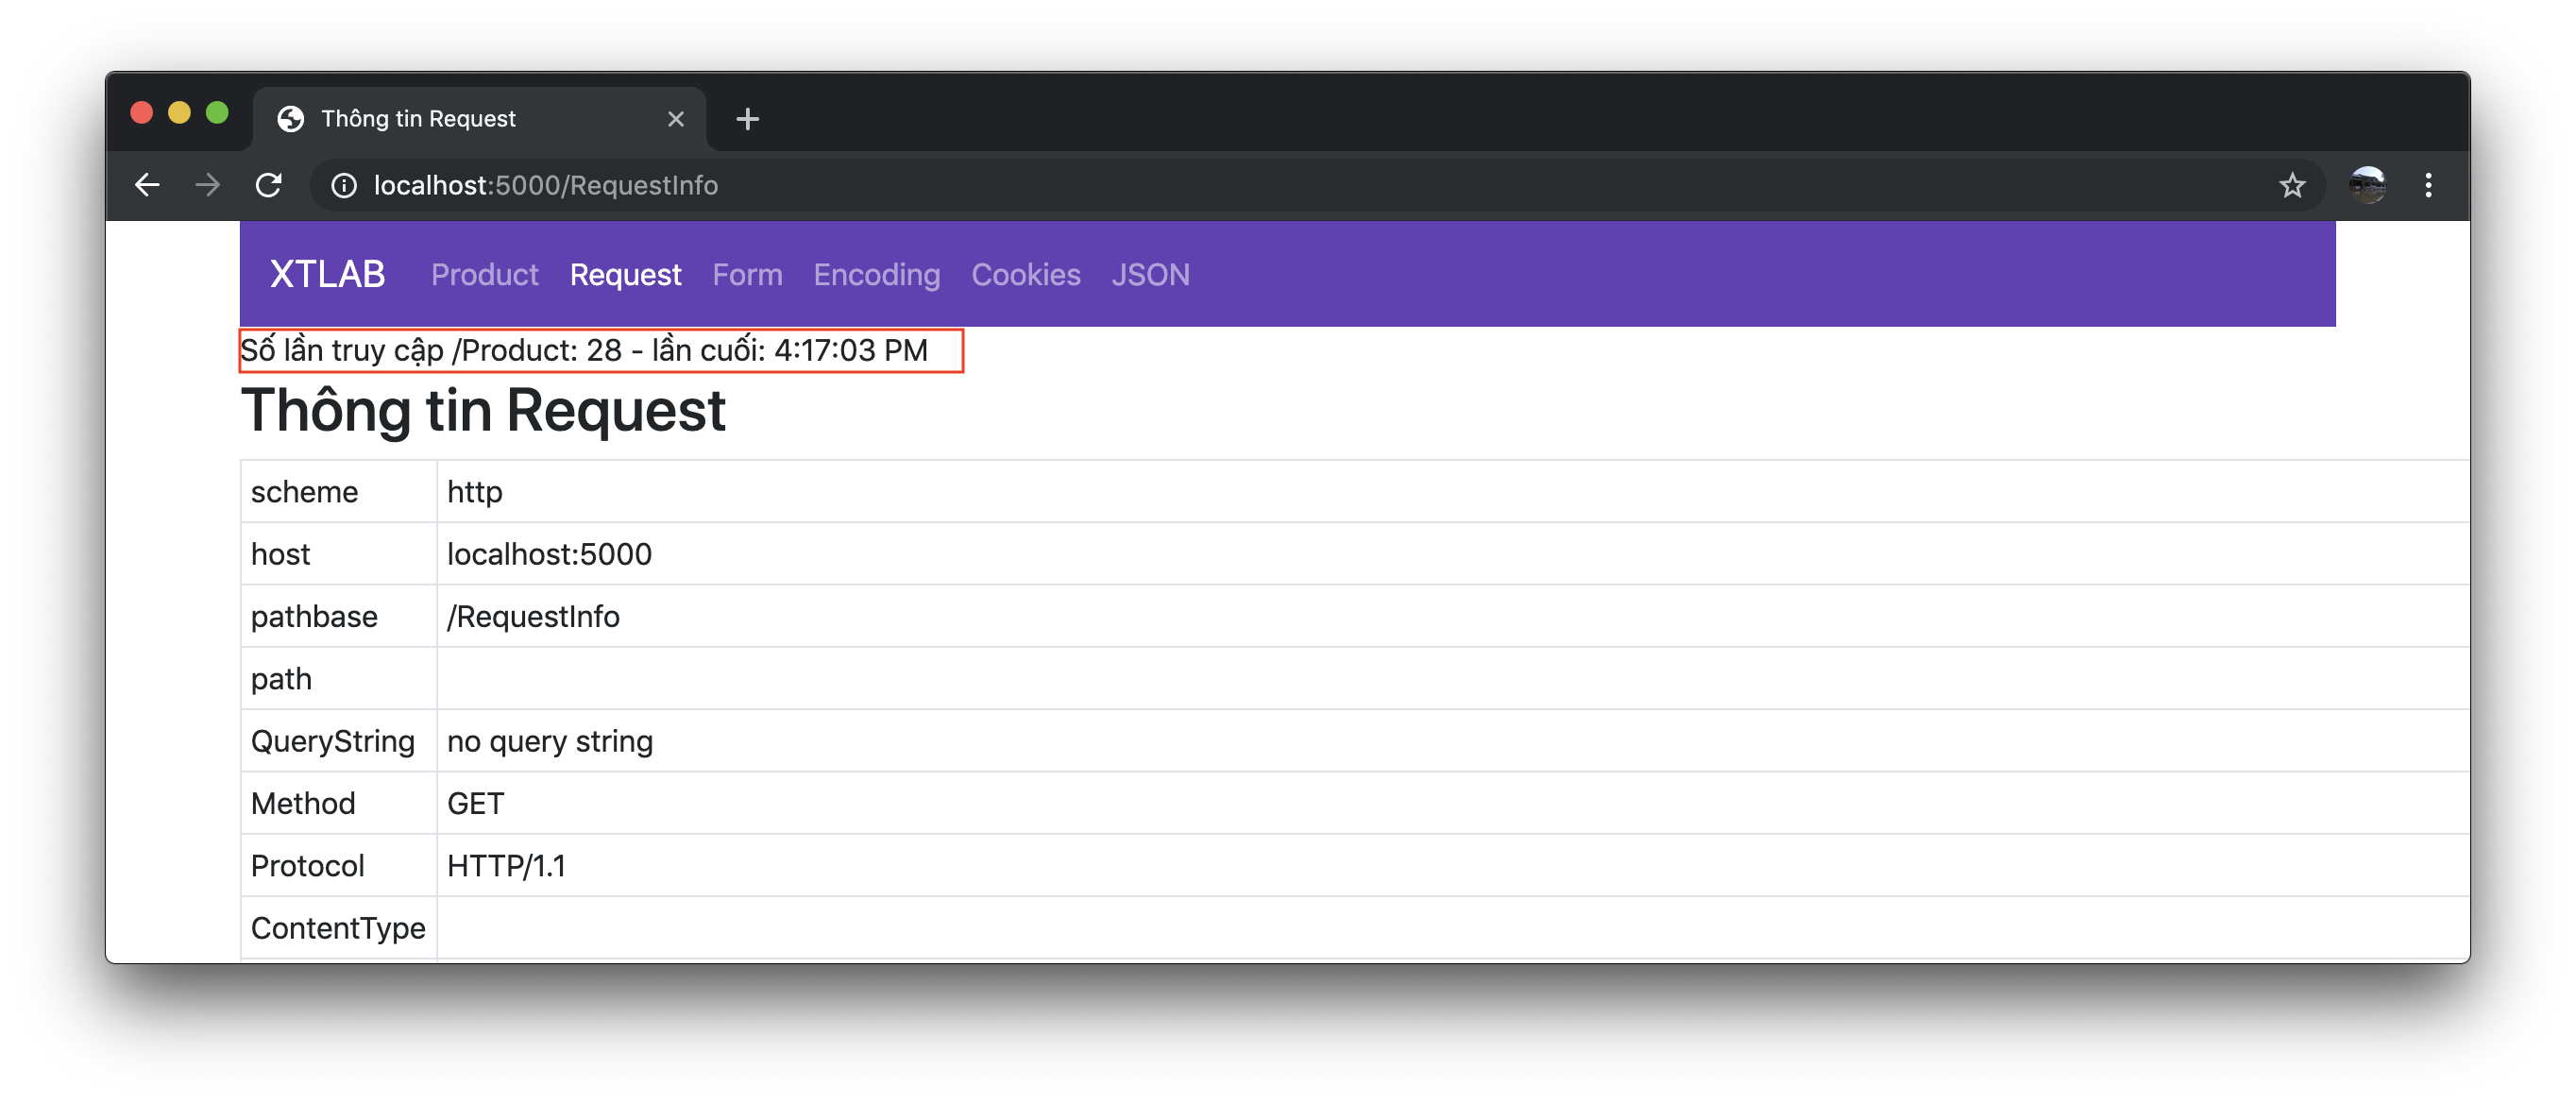 Thông tin Request
localhost:5000/RequestInfo
XTLAB Product Request Form Encoding Cookies JSON
Số lần truy cập /Product: 28 - lần cuối: 4:17:03 PM
Thông tin Request
scheme http
host localhost:5000
pathbase /RequestInfo
path
QueryString no query string
Method GET
Protocol HTTP/1.1
ContentType